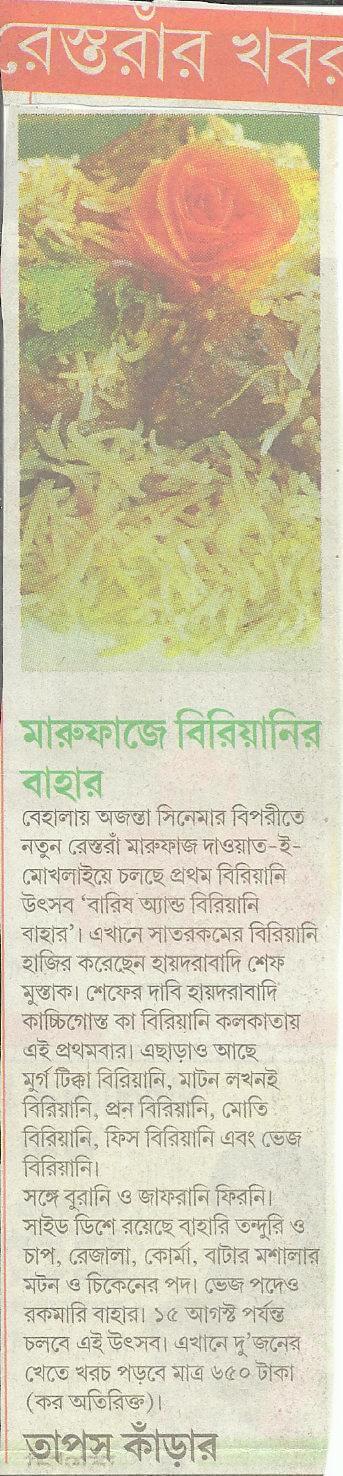 রেস্তরাঁর খবর
মারুফাজে বিরিয়ানির
বাহার
বেহালায় অজন্তা সিনেমার বিপরীতে
নতুন রেস্তরাঁ মারুফাজ দাওয়াত-ই-
মোখলাইয়ে চলছে প্রথম বিরিয়ানি
উৎসব ‘বারিষ অ্যান্ড বিরিয়ানি
বাহার’। এখানে সাতরকমের বিরিয়ানি
হাজির করেছেন হায়দরাবাদি শেফ
মুস্তাক। শেফের দাবি হায়দরাবাদি
কাচ্চিগোস্ত কা বিরিয়ানি কলকাতায়
এই প্রথমবার। এছাড়াও আছে
মুর্গ টিক্কা বিরিয়ানি, মাটন লখনই
বিরিয়ানি, প্রন বিরিয়ানি, মোতি
বিরিয়ানি, ফিস বিরিয়ানি এবং ভেজ
বিরিয়ানি।
সঙ্গে বুরানি ও জাফরানি ফিরনি।
সাইড ডিশে রয়েছে বাহারি তন্দুরি ও
চাপ, রেজালা, কোর্মা, বাটার মশালার
মটন ও চিকেনের পদ। ভেজ পদেও
রকমারি বাহার। ১৫ আগস্ট পর্যন্ত
চলবে এই উৎসব। এখানে দু’জনের
খেতে খরচ পড়বে মাত্র ৬৫০ টাকা
(কর অতিরিক্ত)।
তাপস কাঁড়ার